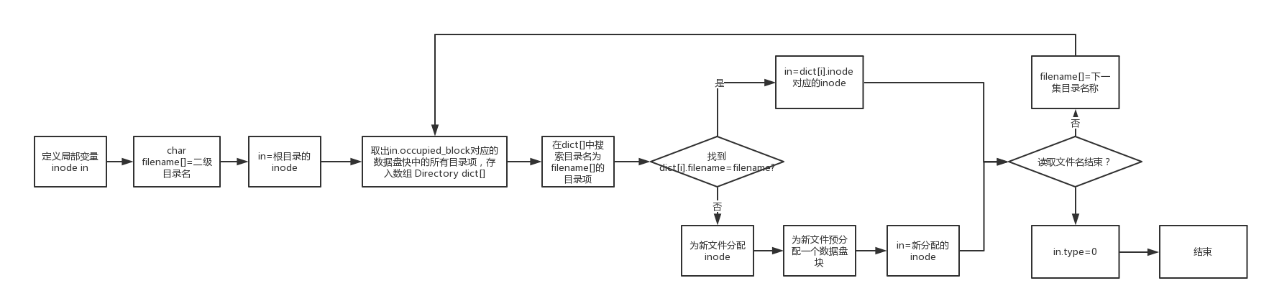 定义局部变量
inode in
char
filename[]=二级
目录名
in=根目录的
inode
取出in.occupied_block对应的
数据盘快中的所有目录项，存
入数组 Directory dict[]
在dict[]中搜
索目录名为
filename[]的
目录项
找到
dict[i].filename=filename?
是
in=dict[i].inode
对应的inode
否
为新文件分配
inode
为新文件预分
配一个数据盘
块
in=新分配的
inode
读取文件名结束？
否
filename[]=下一
集目录名称
in.type=0
结束